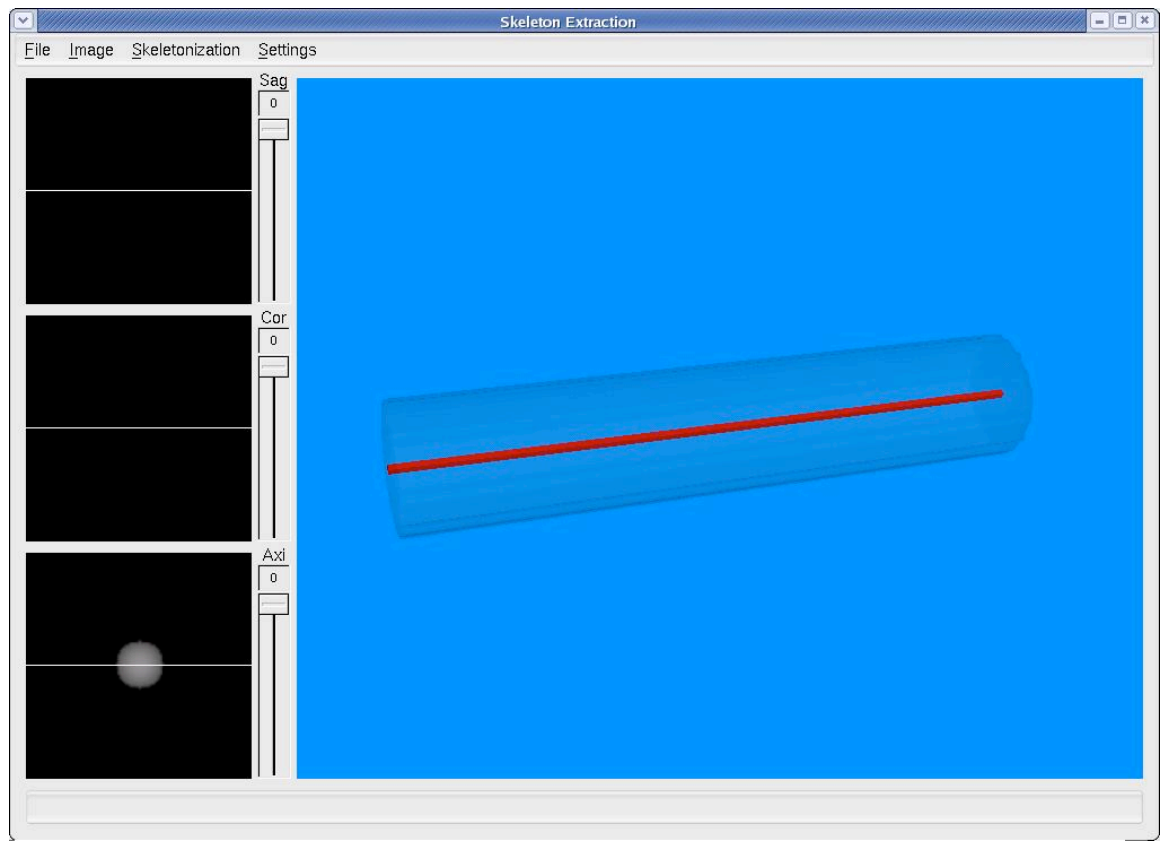 Skeleton Extraction
File Image Skeletonization Settings
Sag
0
Cor
0
Axi
0